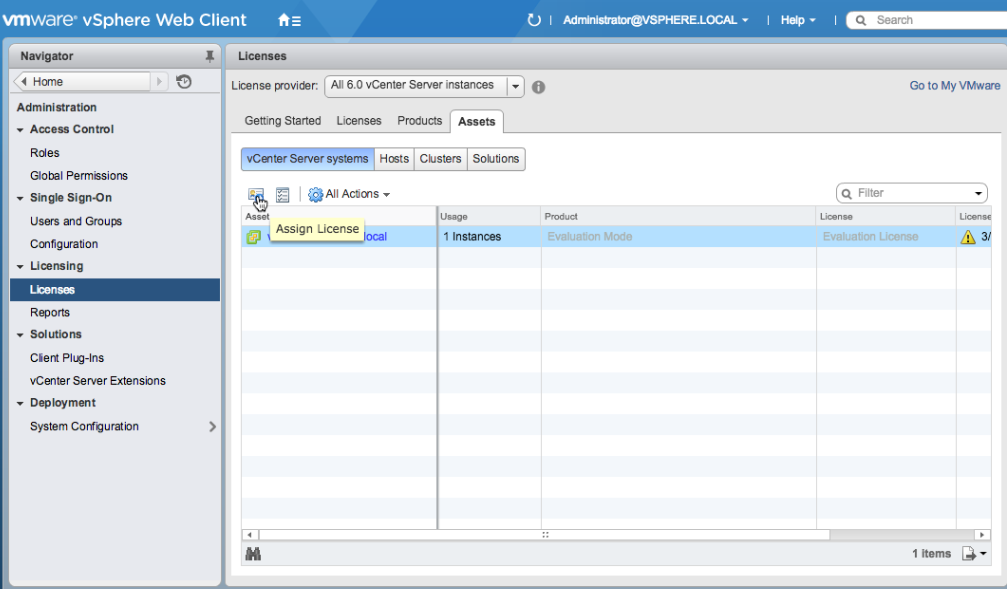 vmware® vSphere Web Client
Administrator@VSPHERE.LOCAL
Help
Search
Navigator
Home
Administration
Access Control
Roles
Global Permissions
Single Sign-On
Users and Groups
Configuration
Licensing
Licenses
Reports
Solutions
Client Plug-Ins
vCenter Server Extensions
Deployment
System Configuration
Licenses
License provider: All 6.0 vCenter Server instances
Go to My VMware
Getting Started Licenses Products Assets
vCenter Server systems Hosts Clusters Solutions
All Actions
Filter
Asset Usage Product License License
Assign License
local 1 Instances Evaluation Mode Evaluation License 3/
1 items